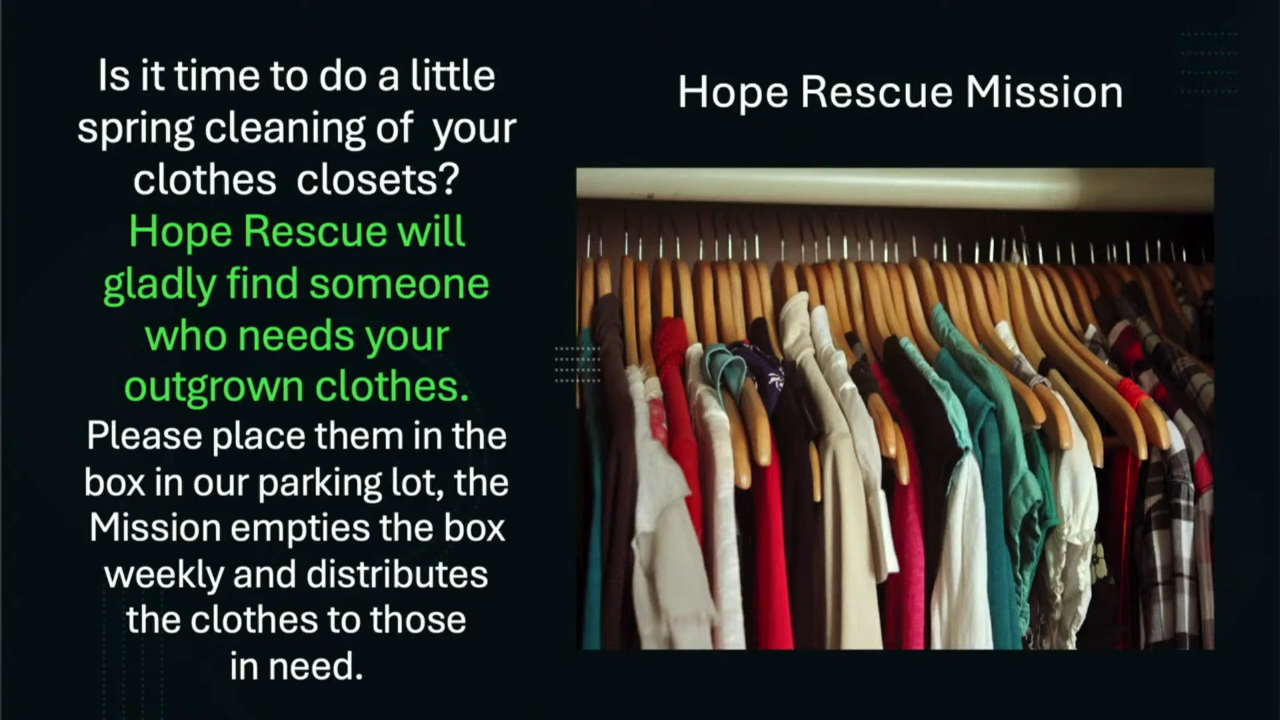 Is it time to do a little
spring cleaning of  your
clothes  closets?
Hope Rescue will
gladly find someone
who needs your
outgrown clothes.
Please place them in the
box in our parking lot, the
Mission empties the box
weekly and distributes
the clothes to those
in need.
Hope Rescue Mission